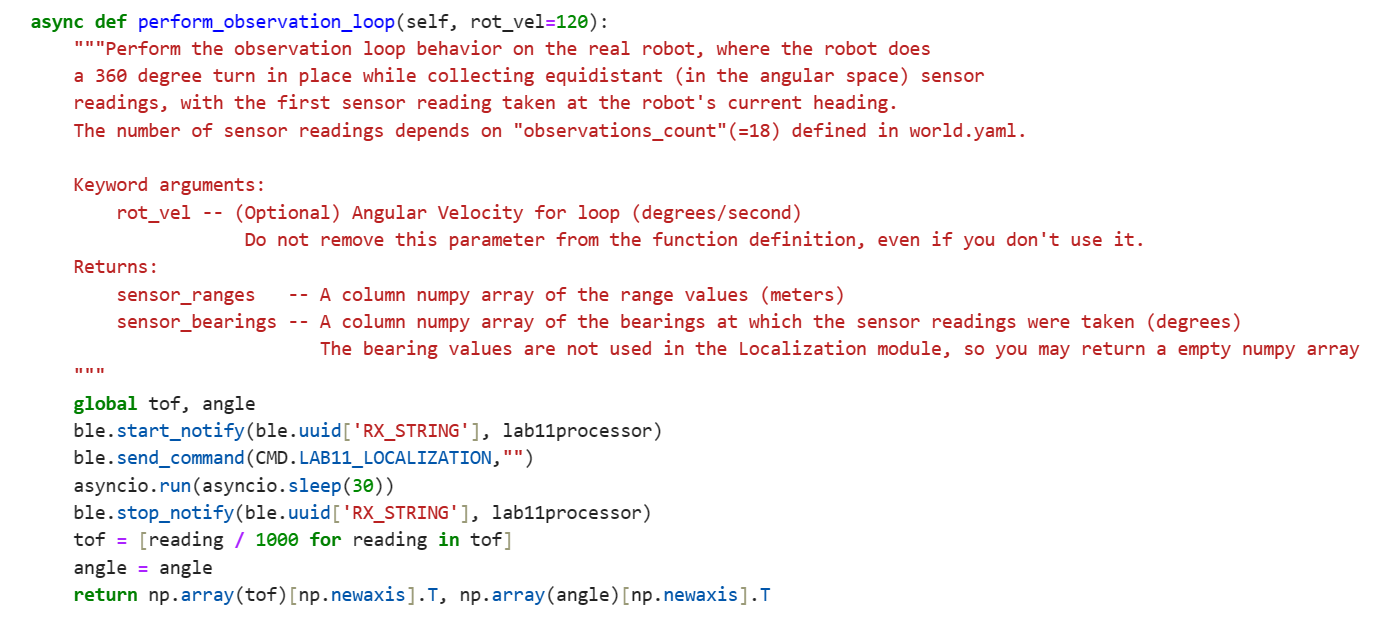 async def perform_observation_loop(self, rot_vel=120):
    """Perform the observation loop behavior on the real robot, where the robot does
    a 360 degree turn in place while collecting equidistant (in the angular space) sensor
    readings, with the first sensor reading taken at the robot's current heading.
    The number of sensor readings depends on "observations_count"(=18) defined in world.yaml.

    Keyword arguments:
        rot_vel -- (Optional) Angular Velocity for loop (degrees/second)
                    Do not remove this parameter from the function definition, even if you don't use it.
    Returns:
        sensor_ranges   -- A column numpy array of the range values (meters)
        sensor_bearings -- A column numpy array of the bearings at which the sensor readings were taken (degrees)
                           The bearing values are not used in the Localization module, so you may return a empty numpy array
    """
    global tof, angle
    ble.start_notify(ble.uuid['RX_STRING'], lab11processor)
    ble.send_command(CMD.LAB11_LOCALIZATION,"")
    asyncio.run(asyncio.sleep(30))
    ble.stop_notify(ble.uuid['RX_STRING'], lab11processor)
    tof = [reading / 1000 for reading in tof]
    angle = angle
    return np.array(tof)[np.newaxis].T, np.array(angle)[np.newaxis].T